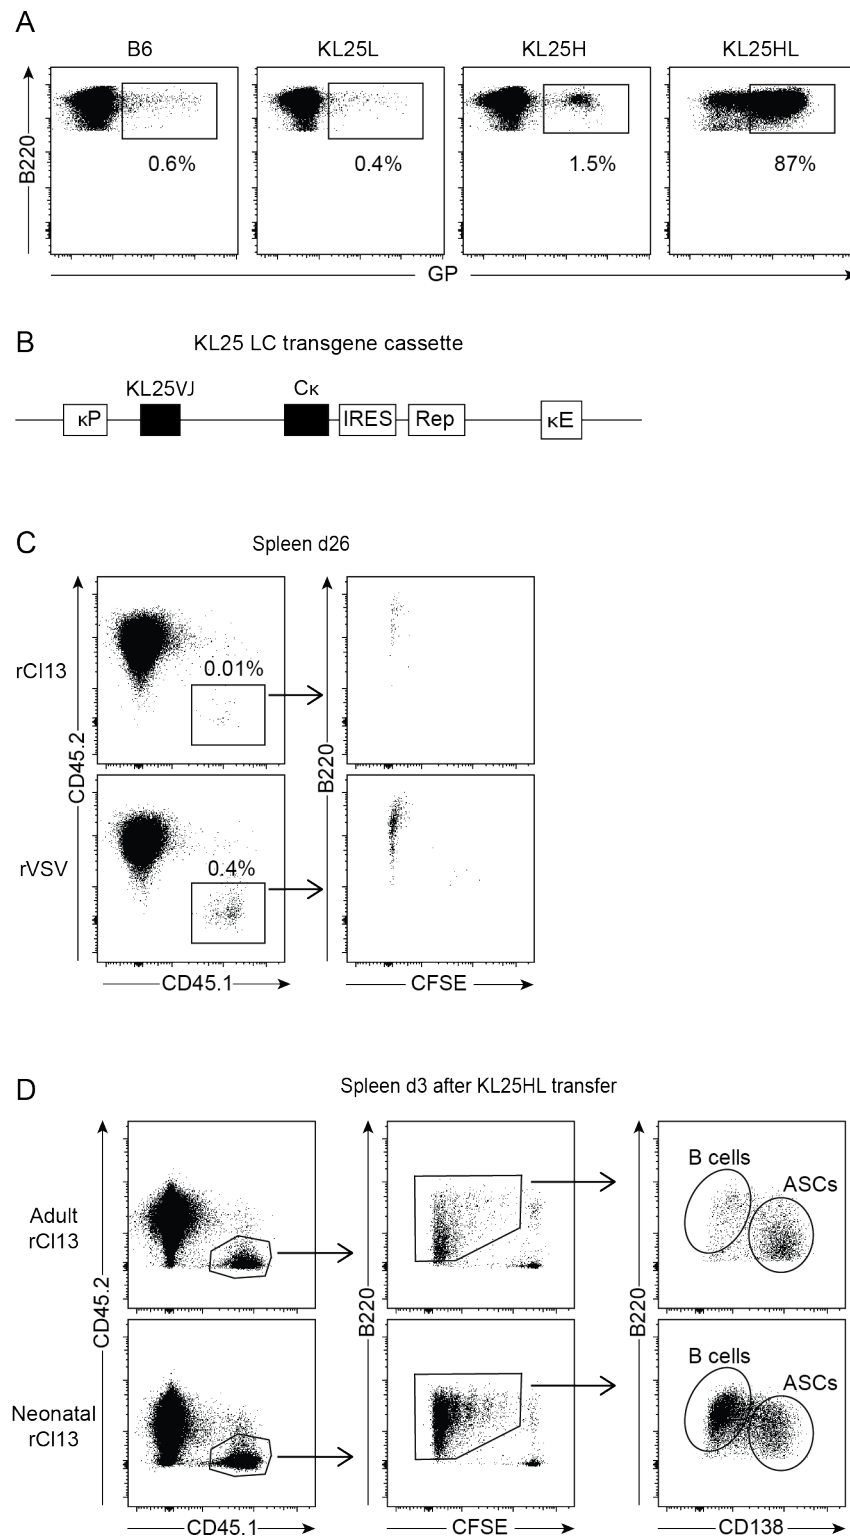 A
B6 KL25L KL25H KL25HL
B220
0.6% 0.4% 1.5% 87%
GP
B
KL25 LC transgene cassette
KL25VJ Cκ
κP IRES Rep κE
C
Spleen d26
rCl13
0.01%
CD45.2
B220
rVSV
0.4%
CD45.1 CFSE
D
Spleen d3 after KL25HL transfer
Adult
rCl13
CD45.2
B220
B220
B cells
ASCs
Neonatal
rCl13
B cells
ASCs
CD45.1 CFSE CD138